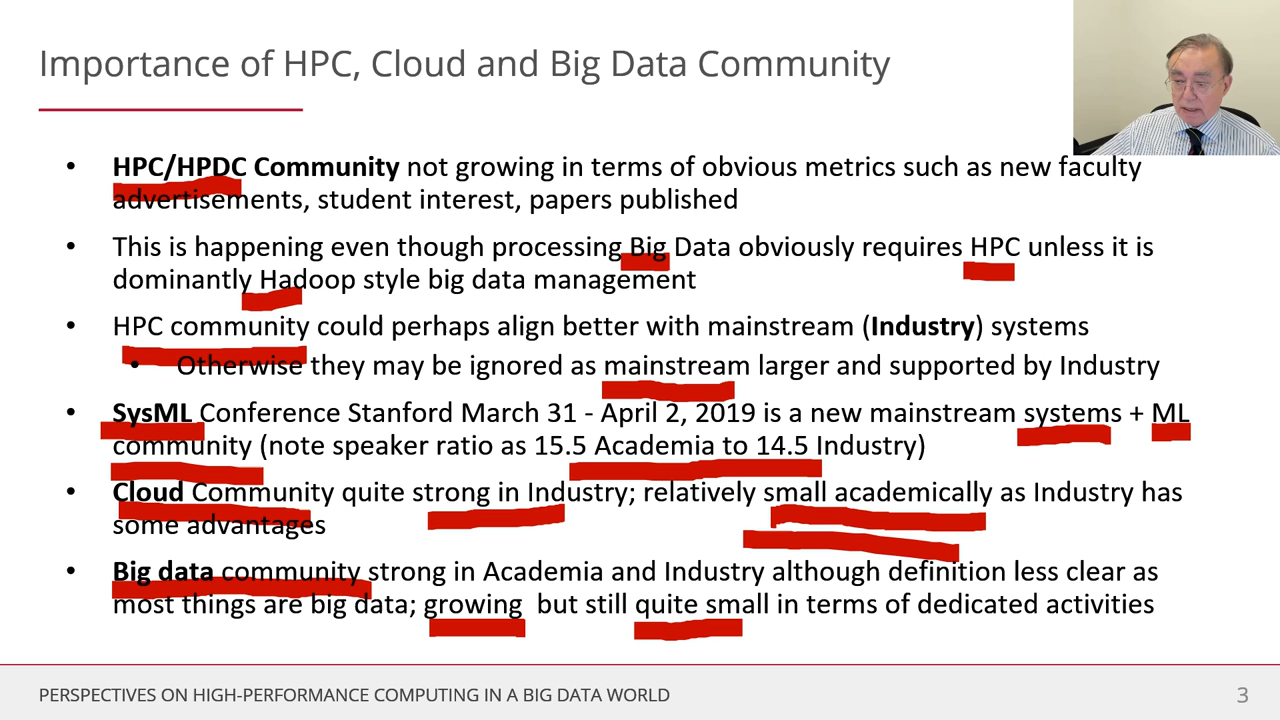 Importance of HPC, Cloud and Big Data Community
• HPC/HPDC Community not growing in terms of obvious metrics such as new faculty
advertisements, student interest, papers published
• This is happening even though processing Big Data obviously requires HPC unless it is
dominantly Hadoop style big data management
• HPC community could perhaps align better with mainstream (Industry) systems
• Otherwise they may be ignored as mainstream larger and supported by Industry
• SysML Conference Stanford March 31 - April 2, 2019 is a new mainstream systems + ML
community (note speaker ratio as 15.5 Academia to 14.5 Industry)
• Cloud Community quite strong in Industry; relatively small academically as Industry has
some advantages
• Big data community strong in Academia and Industry although definition less clear as
most things are big data; growing but still quite small in terms of dedicated activities
PERSPECTIVES ON HIGH-PERFORMANCE COMPUTING IN A BIG DATA WORLD
3